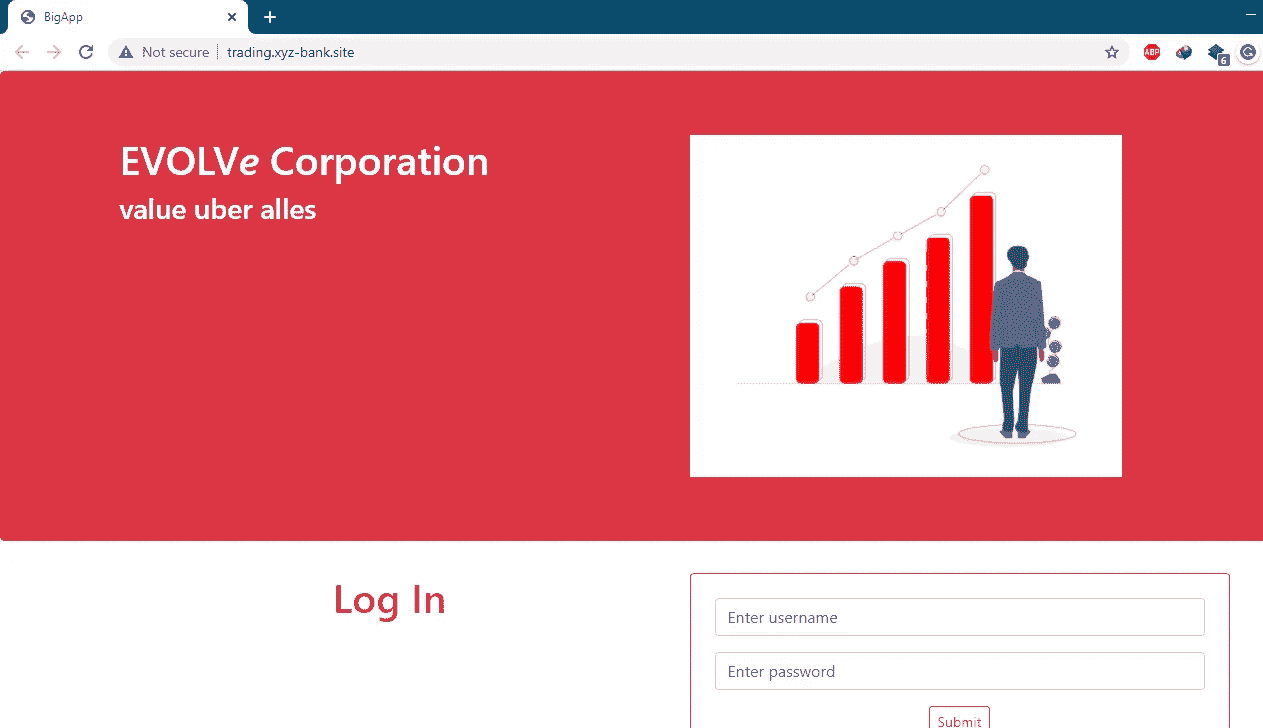 BigApp
Not secure trading.xyz-bank.site
ABP
6
EVOLVe Corporation
value uber alles
Log In
Enter username
Enter password
Submit